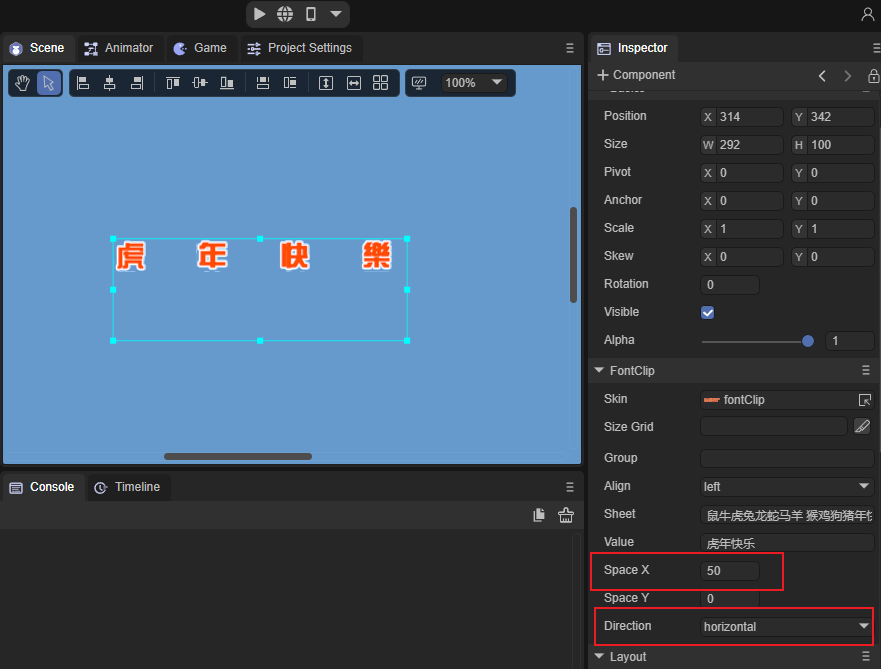 Scene Animator Game Project Settings
100%
虎年快樂
Console Timeline
Inspector
Component
Position X 314 Y 342
Size W 292 H 100
Pivot X 0 Y 0
Anchor X 0 Y 0
Scale X 1 Y 1
Skew X 0 Y 0
Rotation 0
Visible
Alpha 1
FontClip
Skin fontClip
Size Grid
Group
Align left
Sheet 鼠牛虎兔龙蛇马羊 猴鸡狗猪年
Value 虎年快乐
Space X 50
Space Y 0
Direction horizontal
Layout